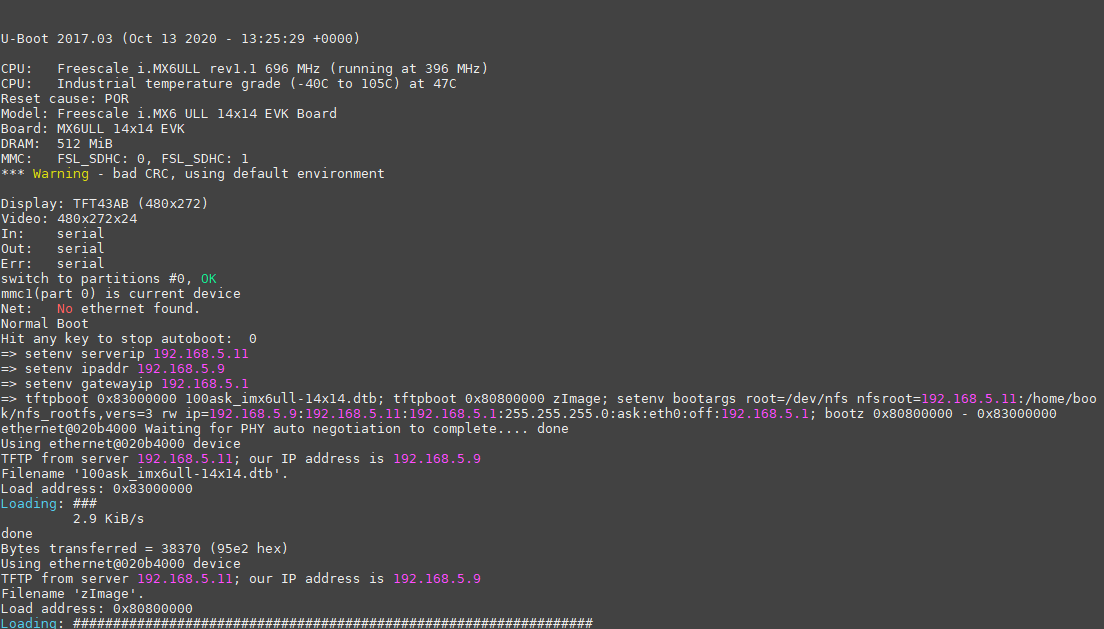 U-Boot 2017.03 (Oct 13 2020 - 13:25:29 +0000)
CPU:   Freescale i.MX6ULL rev1.1 696 MHz (running at 396 MHz)
CPU:   Industrial temperature grade (-40C to 105C) at 47C
Reset cause: POR
Model: Freescale i.MX6 ULL 14x14 EVK Board
Board: MX6ULL 14x14 EVK
DRAM:  512 MiB
MMC:   FSL_SDHC: 0, FSL_SDHC: 1
*** Warning - bad CRC, using default environment
Display: TFT43AB (480x272)
Video: 480x272x24
In:    serial
Out:   serial
Err:   serial
switch to partitions #0, OK
mmc1(part 0) is current device
Net:   No ethernet found.
Normal Boot
Hit any key to stop autoboot:  0
=> setenv serverip 192.168.5.11
=> setenv ipaddr 192.168.5.9
=> setenv gatewayip 192.168.5.1
=> tftpboot 0x83000000 100ask_imx6ull-14x14.dtb; tftpboot 0x80800000 zImage; setenv bootargs root=/dev/nfs nfsroot=192.168.5.11:/home/boo
k/nfs_rootfs,vers=3 rw ip=192.168.5.9:192.168.5.11:192.168.5.1:255.255.255.0:ask:eth0:off:192.168.5.1; bootz 0x80800000 - 0x83000000
ethernet@020b4000 Waiting for PHY auto negotiation to complete.... done
Using ethernet@020b4000 device
TFTP from server 192.168.5.11; our IP address is 192.168.5.9
Filename '100ask_imx6ull-14x14.dtb'.
Load address: 0x83000000
Loading: ###
         2.9 KiB/s
done
Bytes transferred = 38370 (95e2 hex)
Using ethernet@020b4000 device
TFTP from server 192.168.5.11; our IP address is 192.168.5.9
Filename 'zImage'.
Load address: 0x80800000
Loading: #################################################################